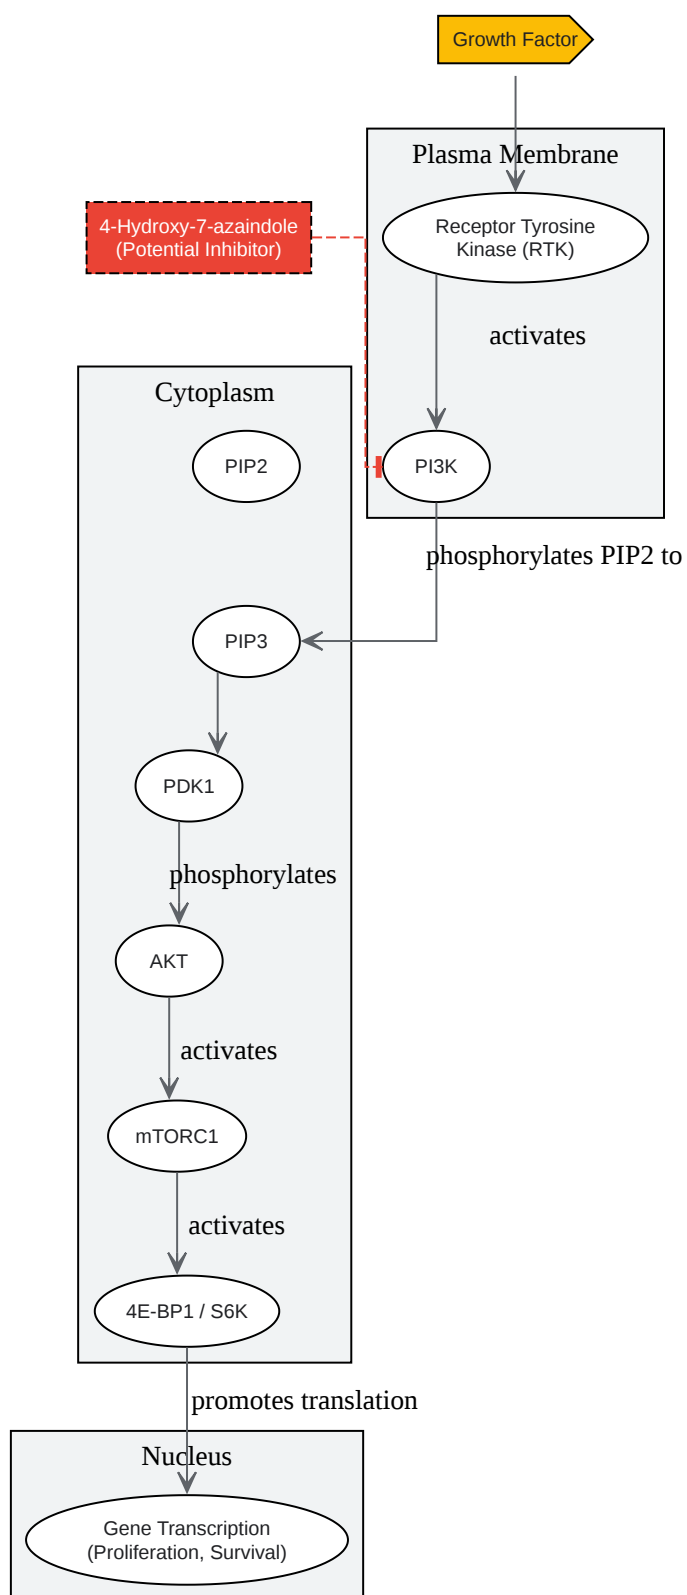 Growth Factor
Plasma Membrane
4-Hydroxy-7-azaindole
(Potential Inhibitor)
Receptor Tyrosine
Kinase (RTK)
activates
Cytoplasm
PIP2
PI3K
phosphorylates PIP2 to
PIP3
PDK1
phosphorylates
AKT
activates
mTORC1
activates
4E-BP1 / S6K
promotes translation
Nucleus
Gene Transcription
(Proliferation, Survival)